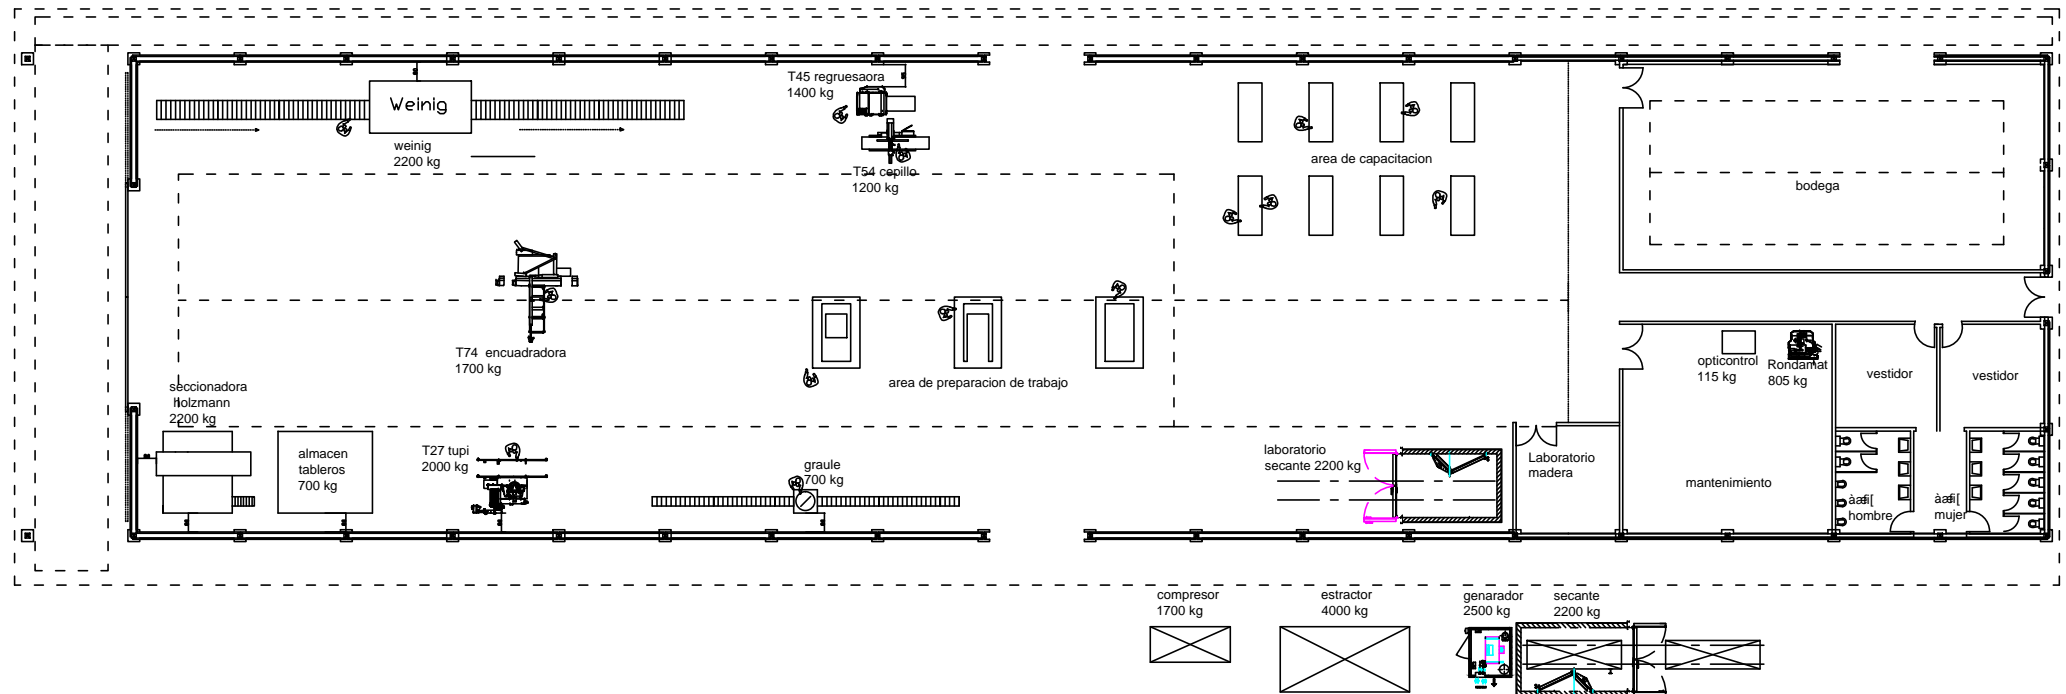 T45 regruesaora
1400 kg
Weinig
weinig
2200 kg
T54 cepillo
1200 kg
area de capacitacion
bodega
T74 encuadradora
1700 kg
area de preparacion de trabajo
opticontrol
115 kg
Rondamat
805 kg
vestidor
vestidor
seccionadora
holzmann
2200 kg
almacen
tableros
700 kg
T27 tupi
2000 kg
graule
700 kg
laboratorio
secante 2200 kg
Laboratorio
madera
mantenimiento
hombre
mujer
compresor
1700 kg
estractor
4000 kg
genarador
2500 kg
secante
2200 kg